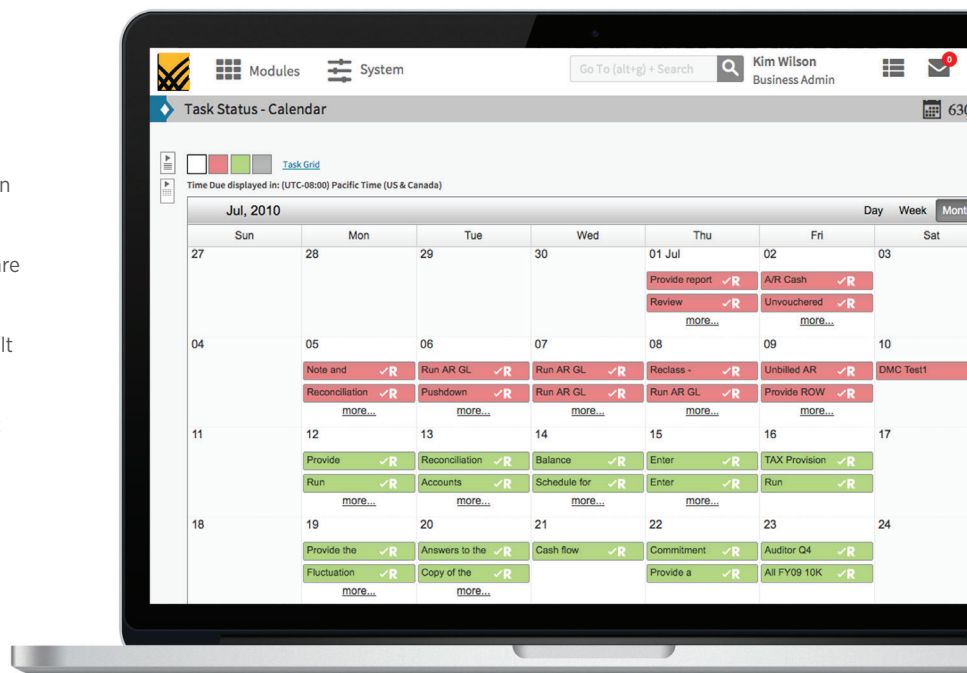 n
are
It
Modules
System
Go To (alt+g) + Search
Kim Wilson
Business Admin
0
Task Status - Calendar
630
Task Grid
Time Due displayed in: (UTC-08:00) Pacific Time (US & Canada)
Jul, 2010
Day Week Mont
Sun Mon Tue Wed Thu Fri Sat
27 28 29 30 01 Jul 02 03
Provide report R A/R Cash R
Review R Unvouchered R
more... more...
04 05 06 07 08 09 10
Note and R Run AR GL R Run AR GL R Reclass - R Unbilled AR R DMC Test1
Reconciliation R Pushdown R Run AR GL R Run AR GL R Provide ROW R
more... more... more... more... more...
11 12 13 14 15 16 17
Provide R Reconciliation R Balance R Enter R TAX Provision R
Run R Accounts R Schedule for R Enter R Run R
more... more... more... more...
18 19 20 21 22 23 24
Provide the R Answers to the R Cash flow R Commitment R Auditor Q4 R
Fluctuation R Copy of the R Provide a R All FY09 10K R
more... more...